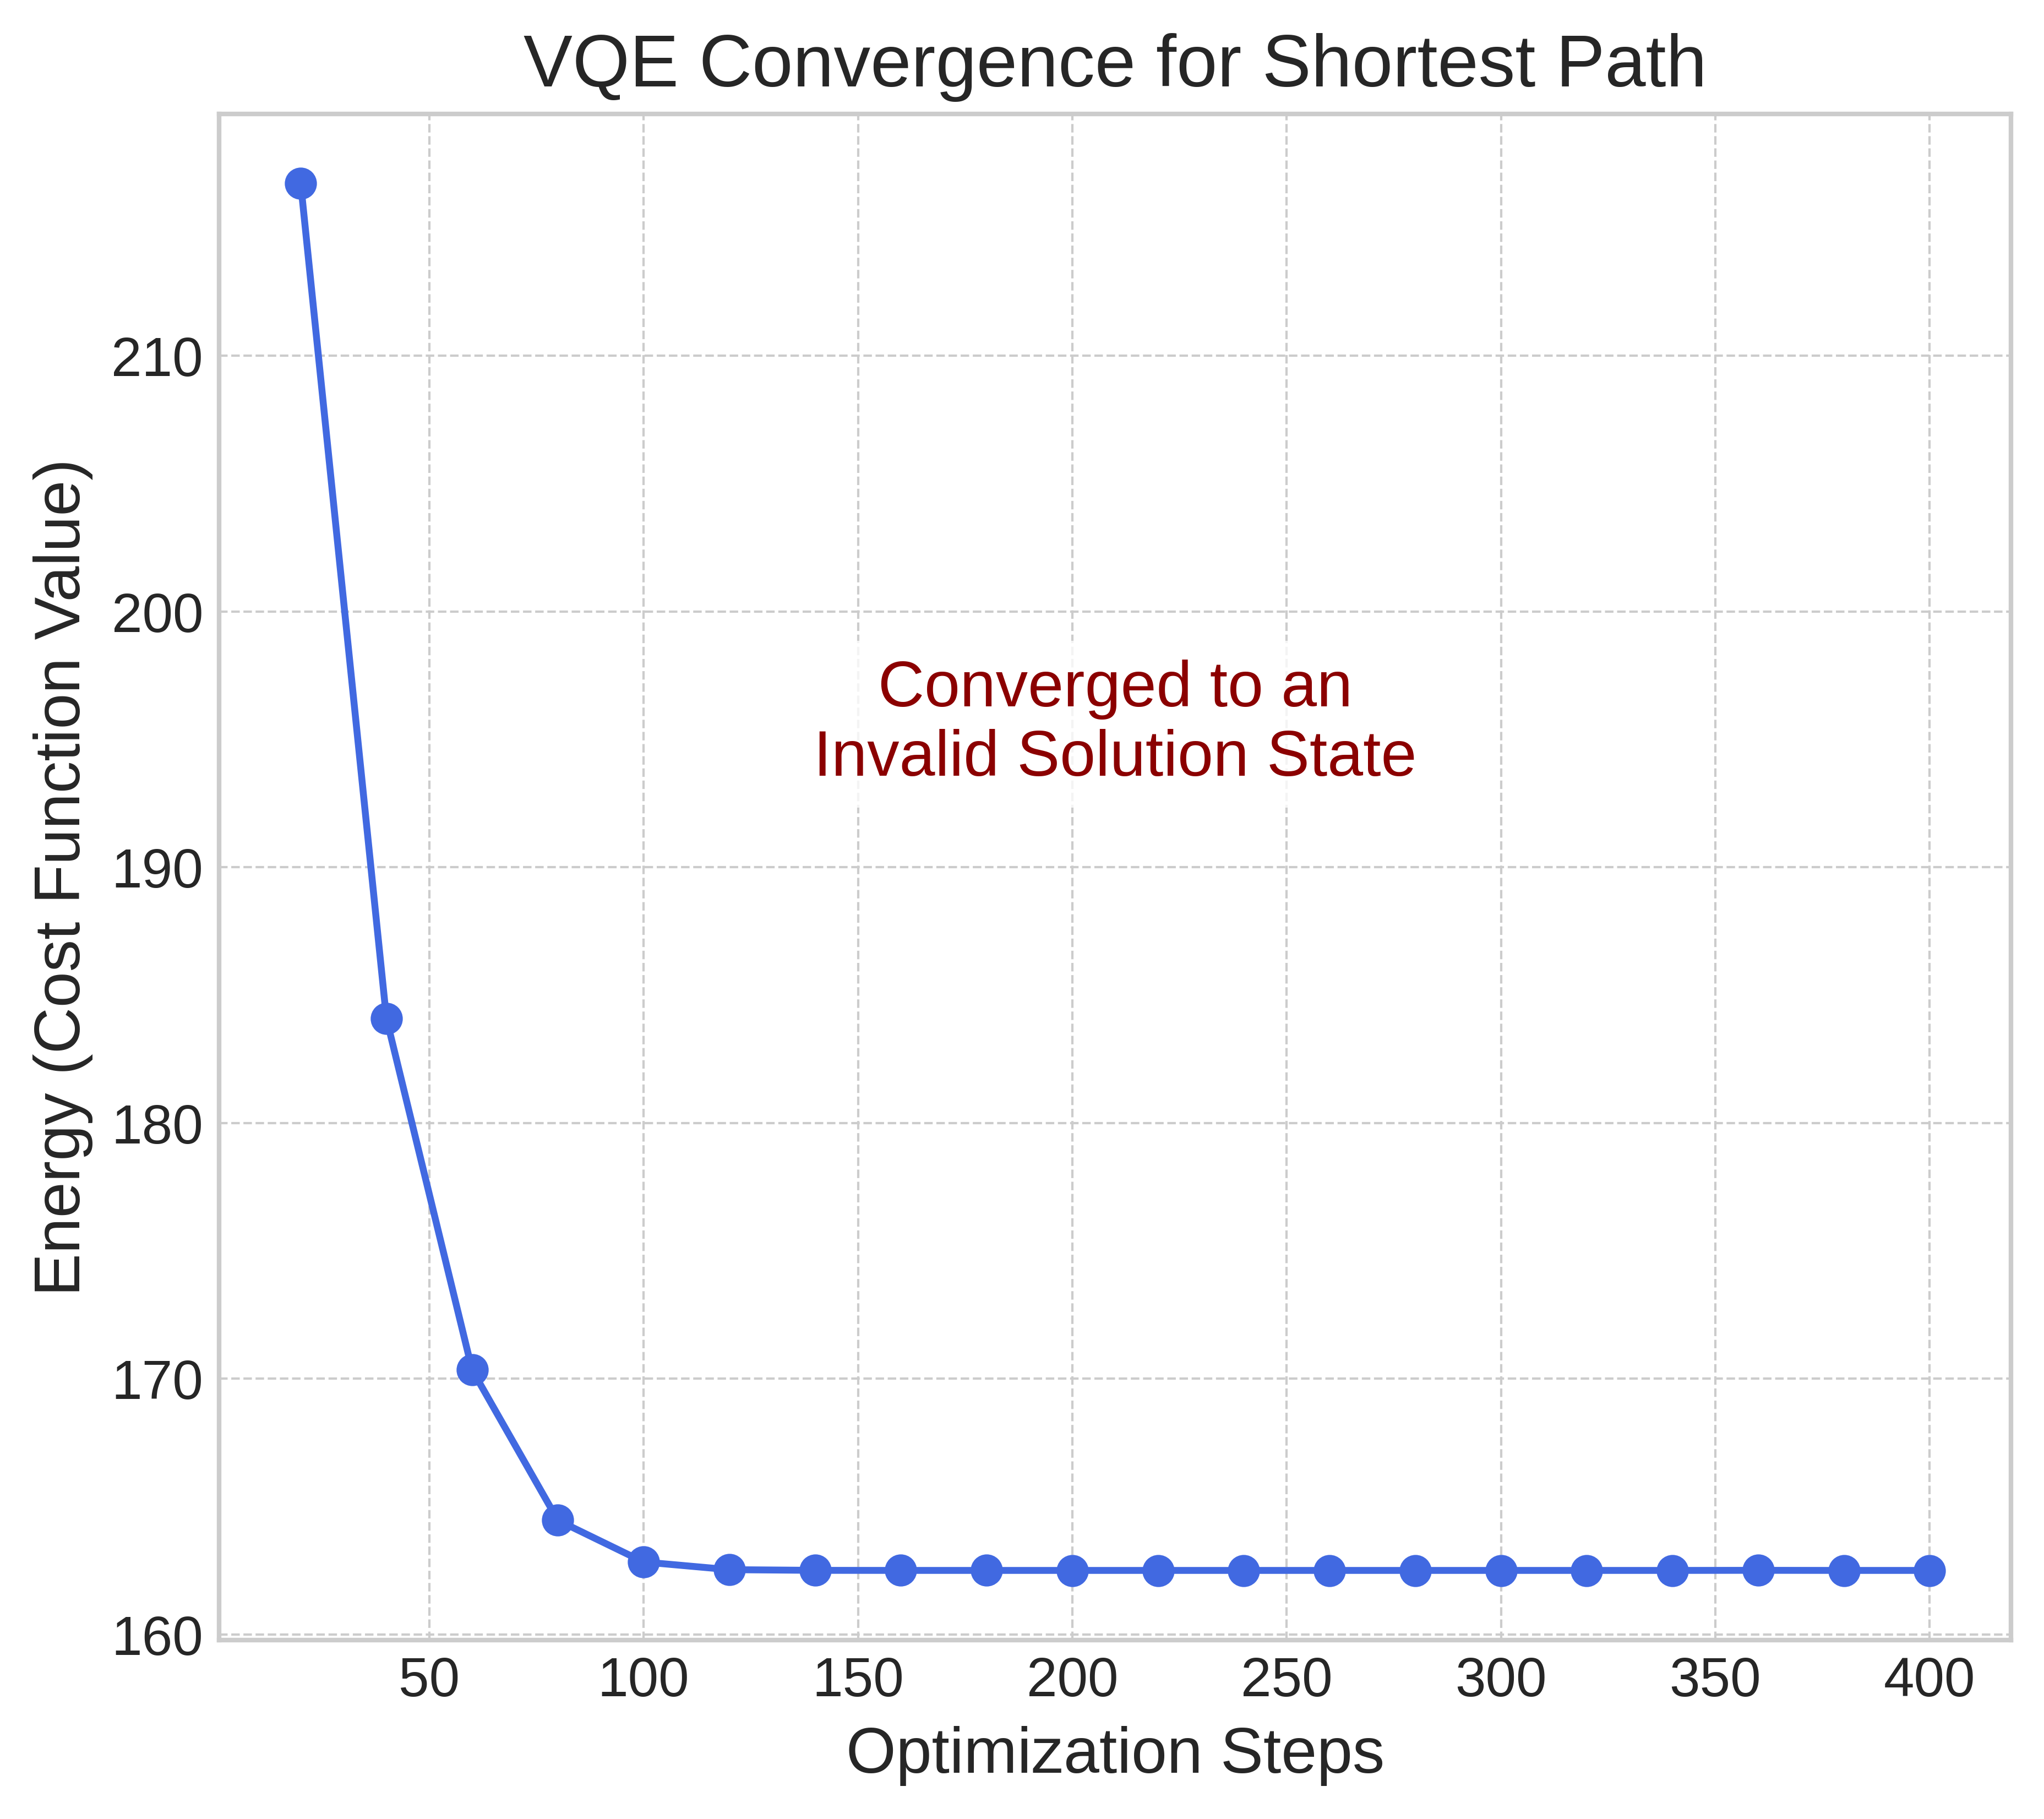 VQE Convergence for Shortest Path
Energy (Cost Function Value)
210
200
190
180
170
160
Converged to an
Invalid Solution State
50 100 150 200 250 300 350 400
Optimization Steps